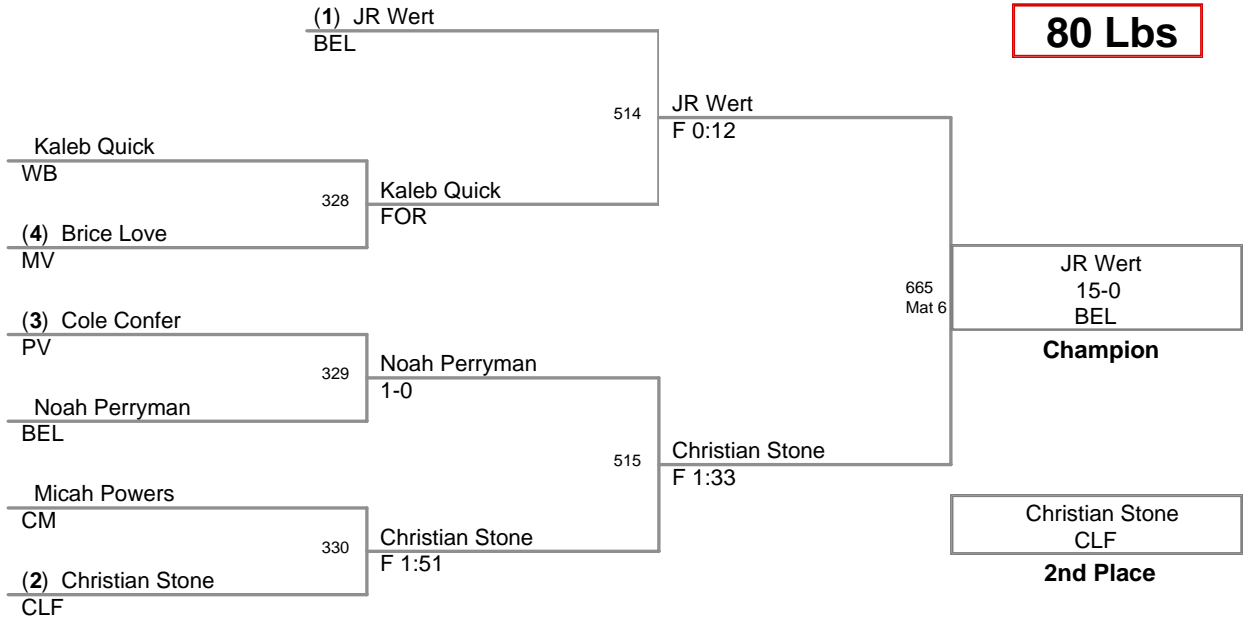 (1) JR Wert
BEL
80 Lbs
514
JR Wert
F 0:12
Kaleb Quick
WB
328
Kaleb Quick
FOR
(4) Brice Love
MV
665
Mat 6
JR Wert
15-0
BEL
Champion
(3) Cole Confer
PV
329
Noah Perryman
1-0
Noah Perryman
BEL
515
Christian Stone
F 1:33
Micah Powers
CM
330
Christian Stone
F 1:51
(2) Christian Stone
CLF
Christian Stone
CLF
2nd Place